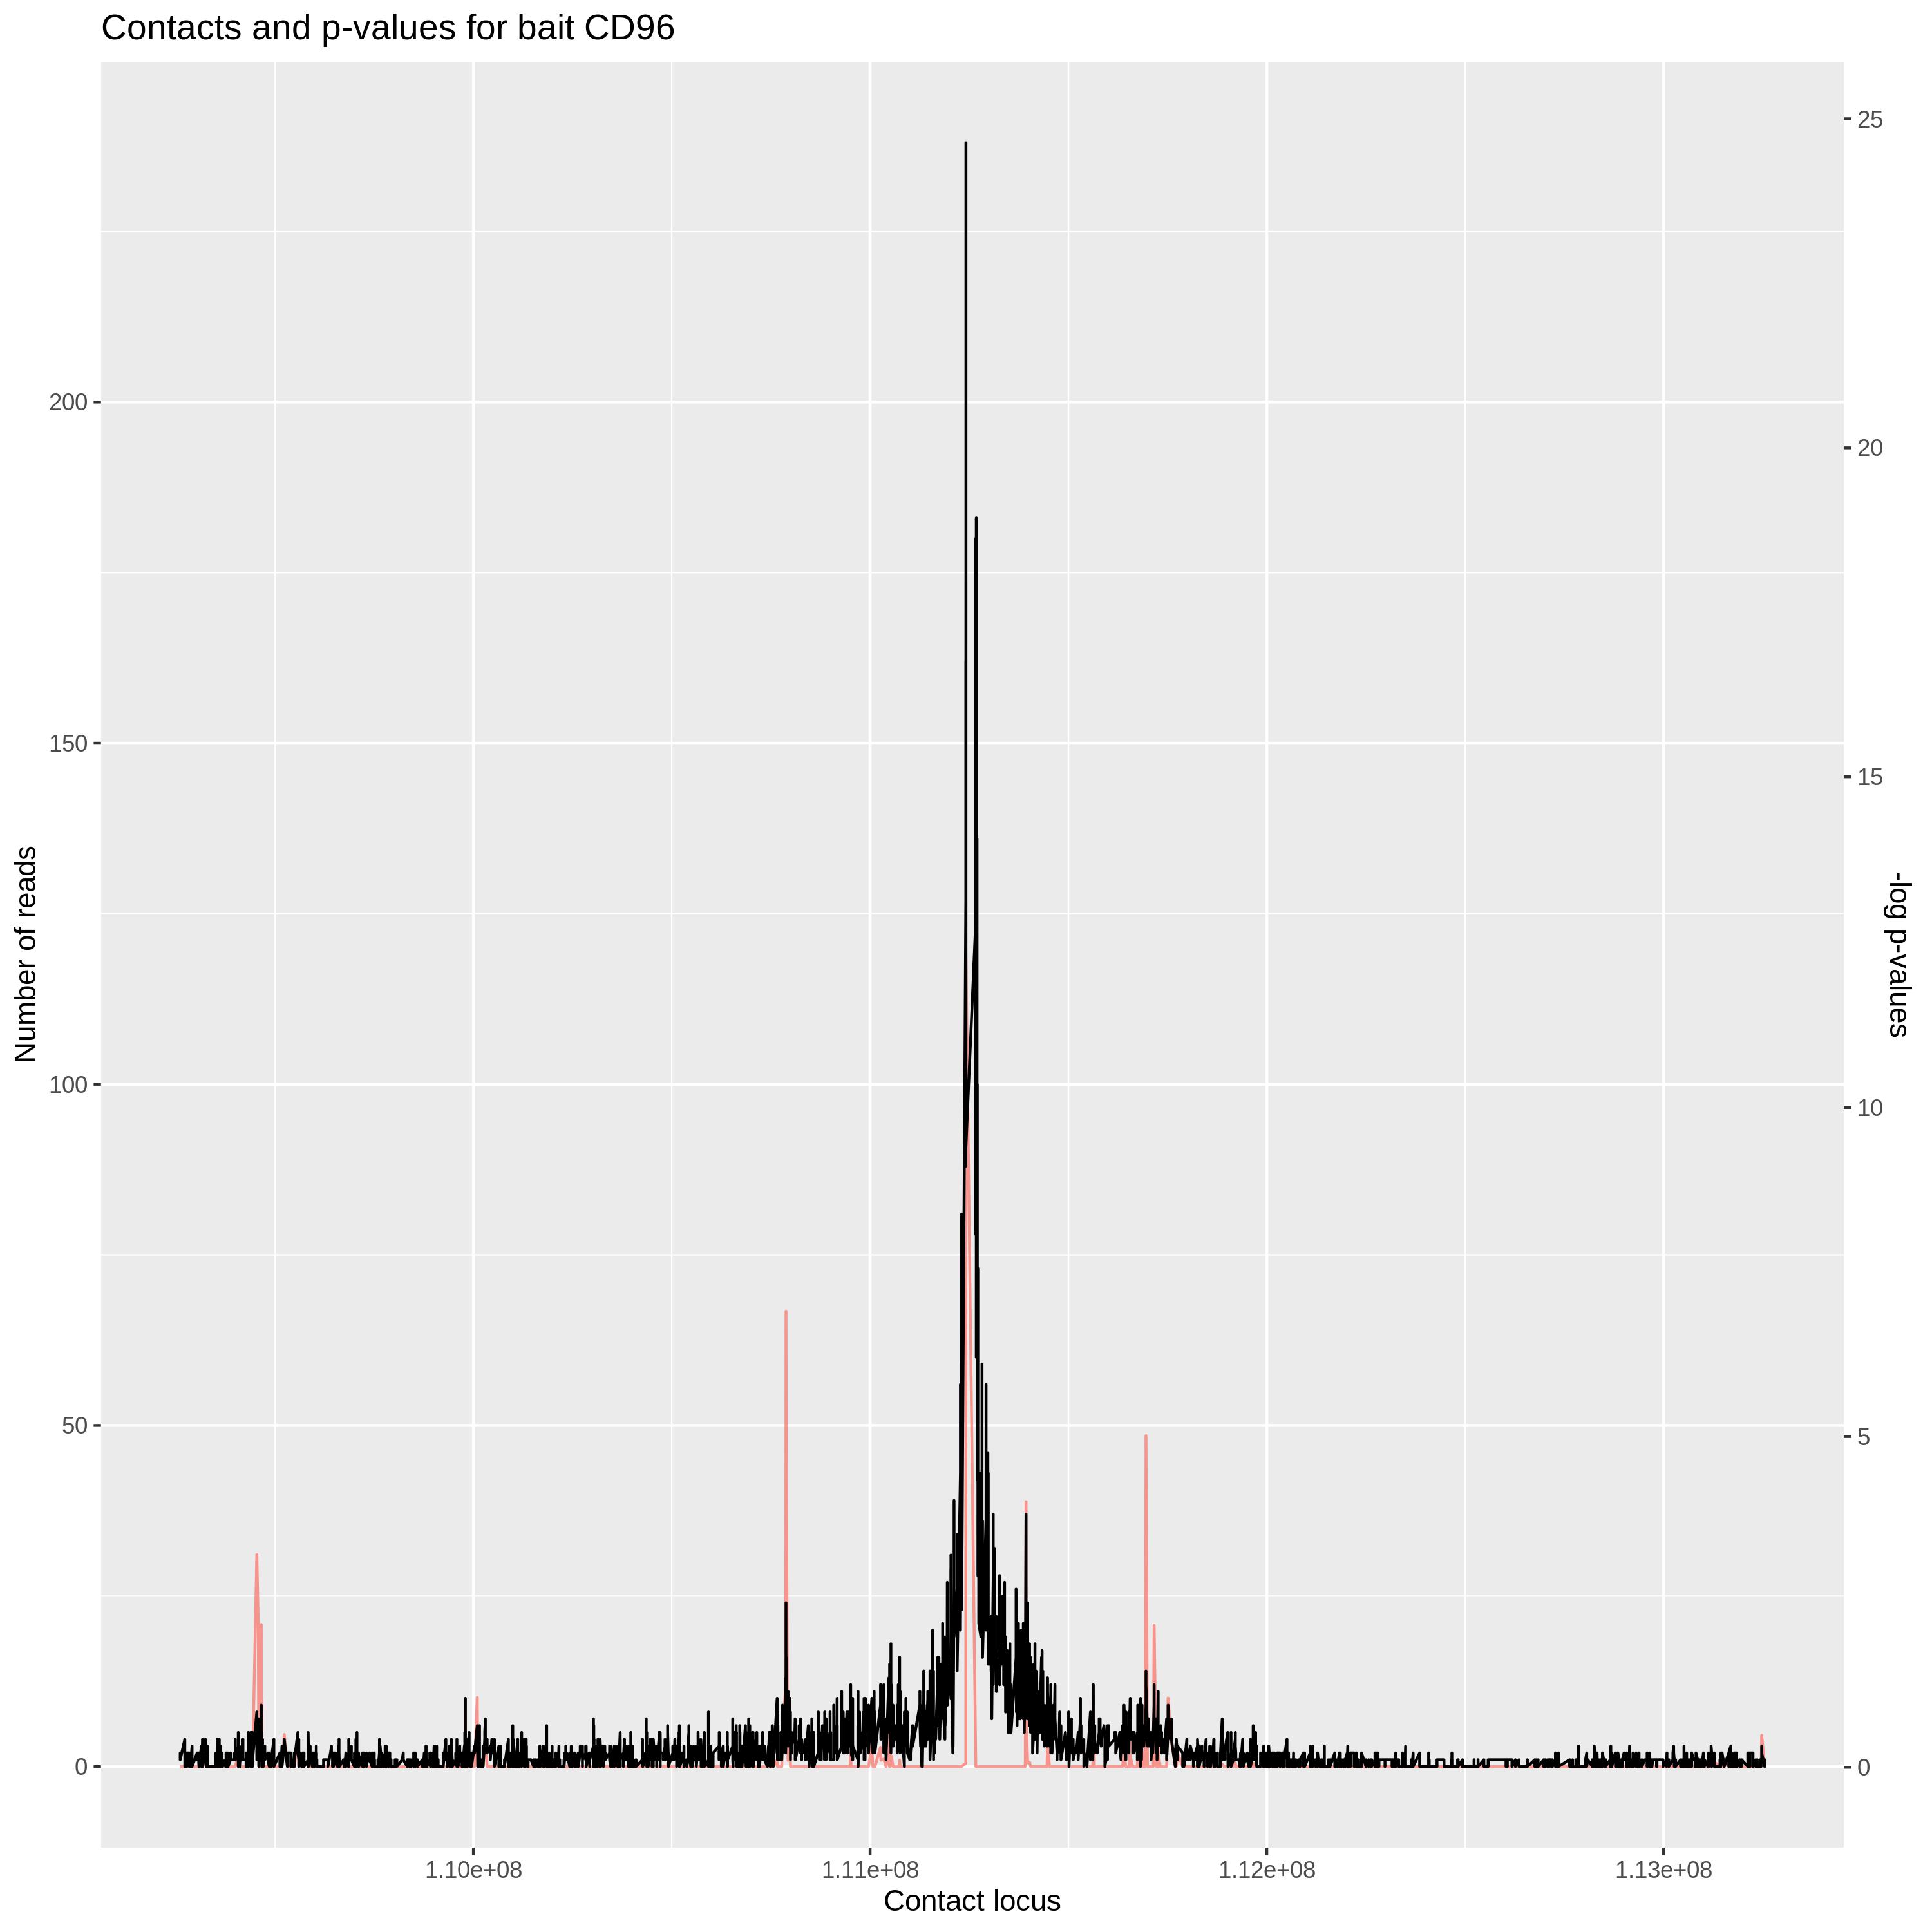 Contacts and p-values for bait CD96
Number of reads
200
150
100
50
0
25
20
15
10
5
0
-log p-values
1.10e+08 1.11e+08 1.12e+08 1.13e+08
Contact locus